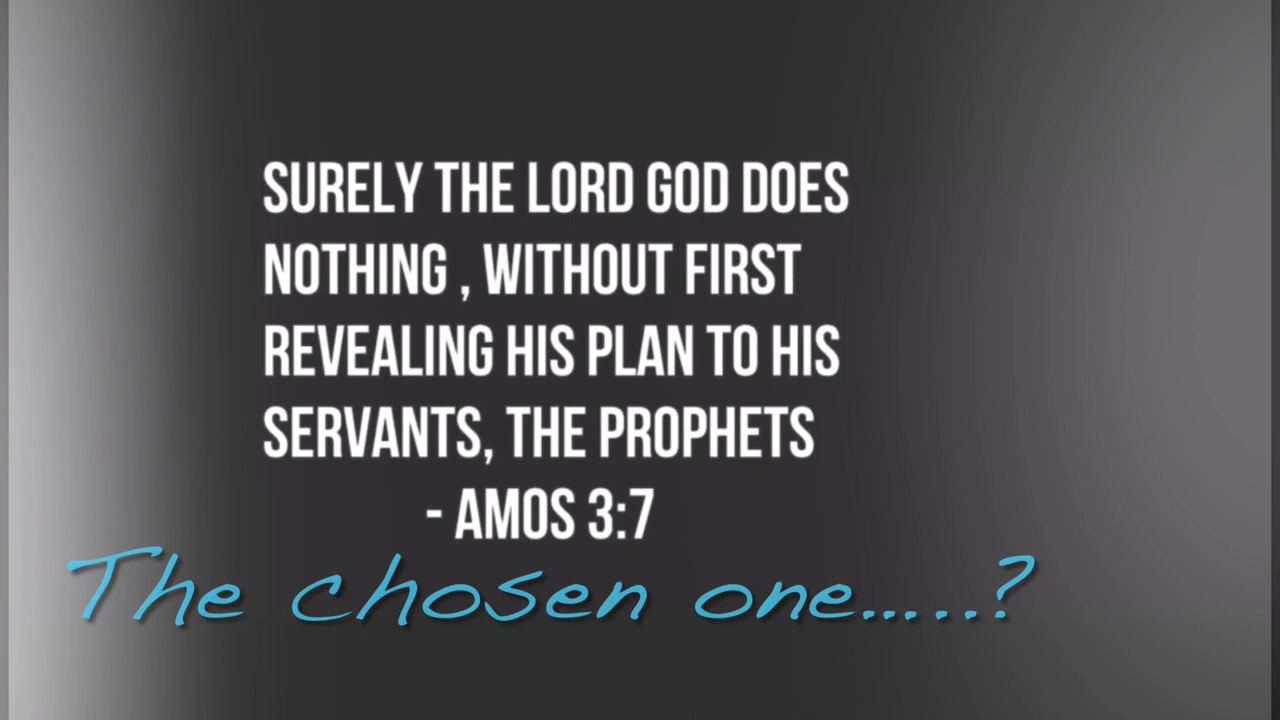 SURELY THE LORD GOD DOES
NOTHING , WITHOUT FIRST
REVEALING HIS PLAN TO HIS
SERVANTS, THE PROPHETS
- AMOS 3:7
The chosen one.....?